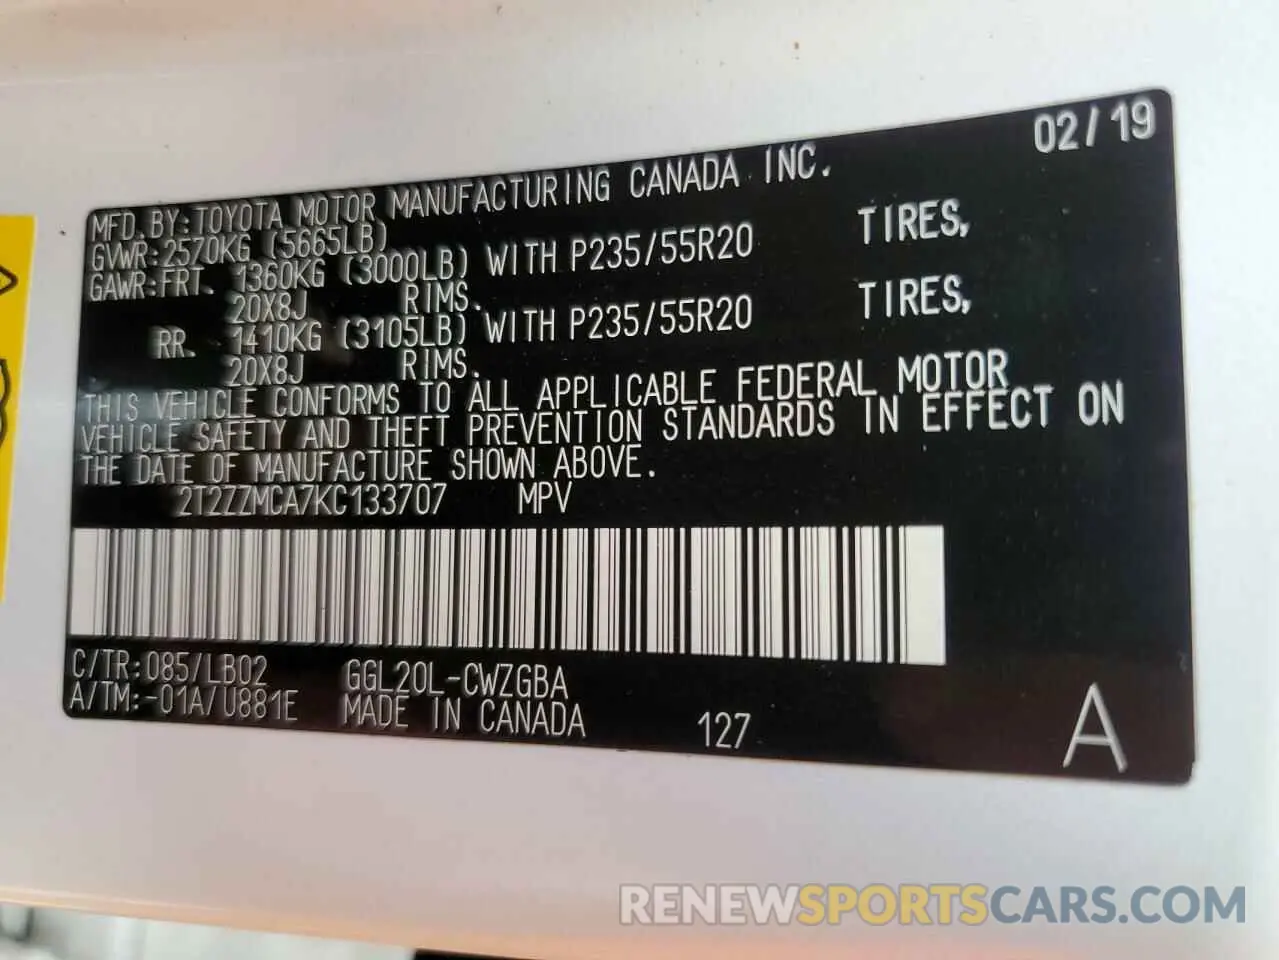 02/19
MFD.BY:TOYOTA MOTOR MANUFACTURING CANADA INC.
GVWR:2570KG (5665LB)
GAWR:FRT. 1360KG (3000LB) WITH P235/55R20 TIRES,
20X8J RIMS.
RR. 1410KG (3105LB) WITH P235/55R20 TIRES,
20X8J RIMS.
THIS VEHICLE CONFORMS TO ALL APPLICABLE FEDERAL MOTOR
VEHICLE SAFETY AND THEFT PREVENTION STANDARDS IN EFFECT ON
THE DATE OF MANUFACTURE SHOWN ABOVE.
2T2ZZMCA7KC133707 MPV
C/TR:085/LB02 GGL20L-CWZGBA
A/TM:-01A/U881E MADE IN CANADA 127 A
RENEWSPORTSCARS.COM